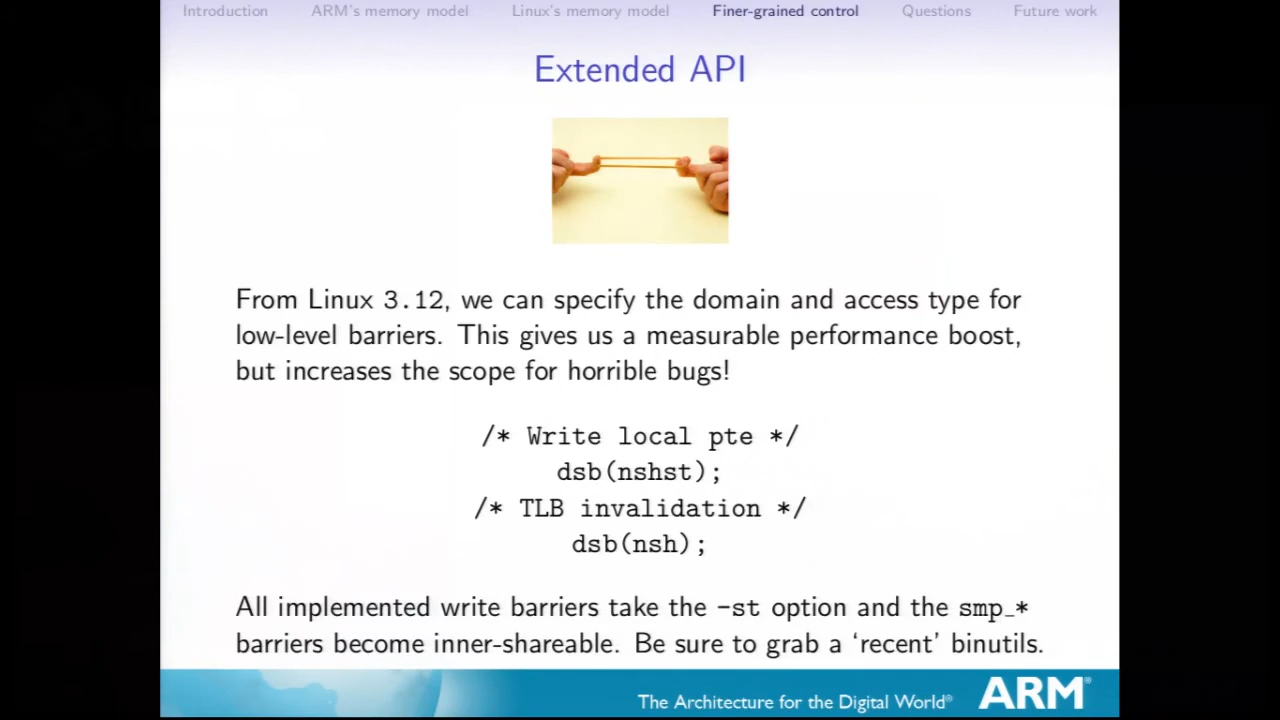 Introduction ARM's memory model Linux's memory model Finer-grained control Questions Future work
Extended API
From Linux 3.12, we can specify the domain and access type for
low-level barriers. This gives us a measurable performance boost,
but increases the scope for horrible bugs!
/* Write local pte */
dsb(nshst);
/* TLB invalidation */
dsb(nsh);
All implemented write barriers take the -st option and the smp_*
barriers become inner-shareable. Be sure to grab a ‘recent’ binutils.
The Architecture for the Digital World® ARM®